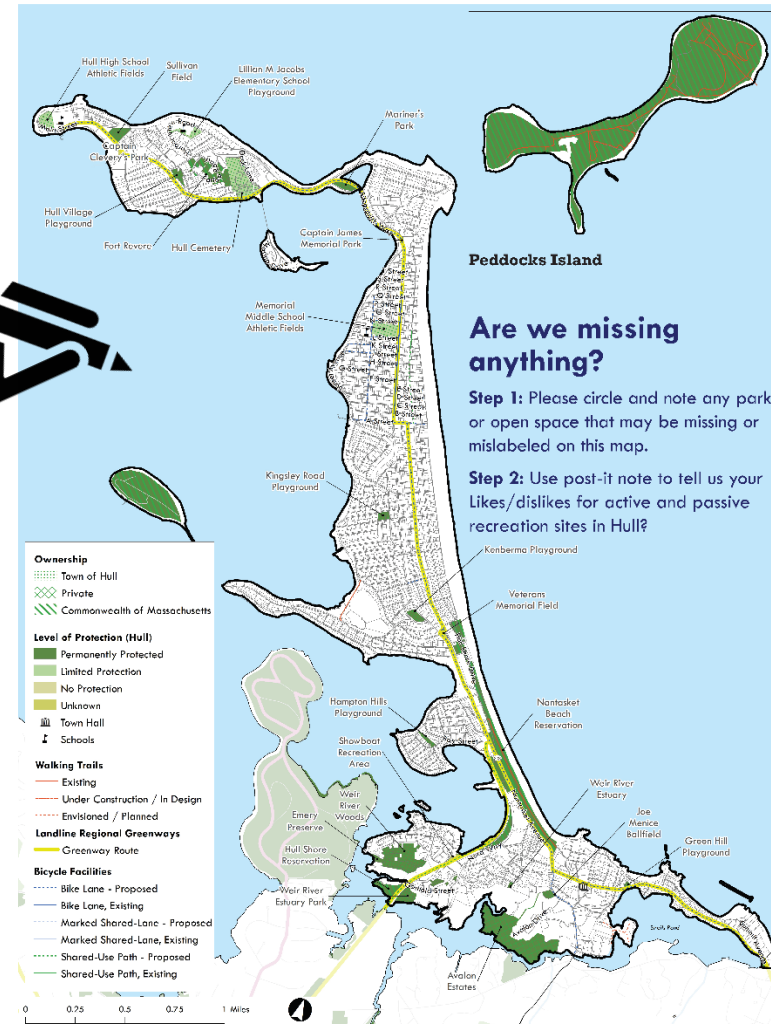 Hull High School
Athletic Fields
Sullivan
Field
Lillian M Jacobs
Elementary School
Playground
Mariner's
Park
Captain
Clevery's Park
Hull Village
Playground
Fort Revere
Hull Cemetery
Captain James
Memorial Park
Peddocks Island
Memorial
Middle School
Athletic Fields
Are we missing
anything?
Step 1: Please circle and note any park
or open space that may be missing or
mislabeled on this map.
Step 2: Use post-it note to tell us your
Likes/dislikes for active and passive
recreation sites in Hull?
Kingsley Road
Playground
Kenberma Playground
Veterans
Memorial Field
Ownership
Town of Hull
Private
Commonwealth of Massachusetts
Level of Protection (Hull)
Permanently Protected
Limited Protection
No Protection
Unknown
Town Hall
Schools
Walking Trails
Existing
Under Construction / In Design
Envisioned / Planned
Landline Regional Greenways
Greenway Route
Bicycle Facilities
Bike Lane - Proposed
Bike Lane, Existing
Marked Shared-Lane - Proposed
Marked Shared-Lane, Existing
Shared-Use Path - Proposed
Shared-Use Path, Existing
Hampton Hills
Playground
Nantasket
Beach
Reservation
Showboat
Recreation
Area
Weir
River
Woods
Emery
Preserve
Hull Shore
Reservation
Weir River
Estuary Park
Weir River
Estuary
Joe
Menice
Ballfield
Green Hill
Playground
Avalon Drive
Straits Pond
Avalon
Estates
0 0.75 0.5 0.75 1 Miles